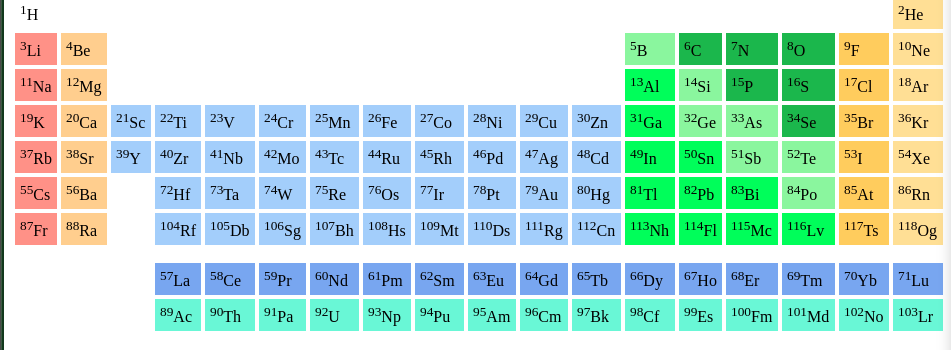 ¹H ²He
³Li ⁴Be ⁵B ⁶C ⁷N ⁸O ⁹F ¹⁰Ne
¹¹Na ¹²Mg ¹³Al ¹⁴Si ¹⁵P ¹⁶S ¹⁷Cl ¹⁸Ar
¹⁹K ²⁰Ca ²¹Sc ²²Ti ²³V ²⁴Cr ²⁵Mn ²⁶Fe ²⁷Co ²⁸Ni ²⁹Cu ³⁰Zn ³¹Ga ³²Ge ³³As ³⁴Se ³⁵Br ³⁶Kr
³⁷Rb ³⁸Sr ³⁹Y ⁴⁰Zr ⁴¹Nb ⁴²Mo ⁴³Tc ⁴⁴Ru ⁴⁵Rh ⁴⁶Pd ⁴⁷Ag ⁴⁸Cd ⁴⁹In ⁵⁰Sn ⁵¹Sb ⁵²Te ⁵³I ⁵⁴Xe
⁵⁵Cs ⁵⁶Ba ⁷²Hf ⁷³Ta ⁷⁴W ⁷⁵Re ⁷⁶Os ⁷⁷Ir ⁷⁸Pt ⁷⁹Au ⁸⁰Hg ⁸¹Tl ⁸²Pb ⁸³Bi ⁸⁴Po ⁸⁵At ⁸⁶Rn
⁸⁷Fr ⁸⁸Ra ¹⁰⁴Rf ¹⁰⁵Db ¹⁰⁶Sg ¹⁰⁷Bh ¹⁰⁸Hs ¹⁰⁹Mt ¹¹⁰Ds ¹¹¹Rg ¹¹²Cn ¹¹³Nh ¹¹⁴Fl ¹¹⁵Mc ¹¹⁶Lv ¹¹⁷Ts ¹¹⁸Og
⁵⁷La ⁵⁸Ce ⁵⁹Pr ⁶⁰Nd ⁶¹Pm ⁶²Sm ⁶³Eu ⁶⁴Gd ⁶⁵Tb ⁶⁶Dy ⁶⁷Ho ⁶⁸Er ⁶⁹Tm ⁷⁰Yb ⁷¹Lu
⁸⁹Ac ⁹⁰Th ⁹¹Pa ⁹²U ⁹³Np ⁹⁴Pu ⁹⁵Am ⁹⁶Cm ⁹⁷Bk ⁹⁸Cf ⁹⁹Es ¹⁰⁰Fm ¹⁰¹Md ¹⁰²No ¹⁰³Lr